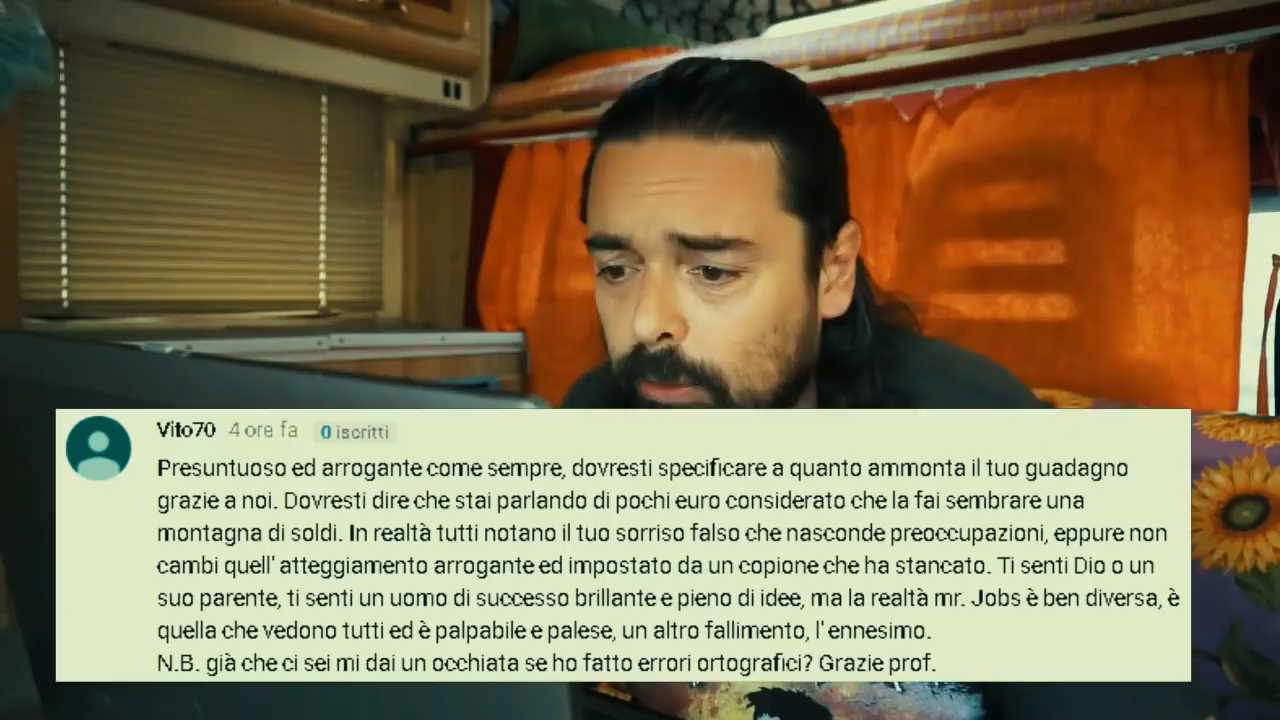 Vito70 4 ore fa 0 iscritti
Presuntuoso ed arrogante come sempre, dovresti specificare a quanto ammonta il tuo guadagno
grazie a noi. Dovresti dire che stai parlando di pochi euro considerato che la fai sembrare una
montagna di soldi. In realtà tutti notano il tuo sorriso falso che nasconde preoccupazioni, eppure non
cambi quell' atteggiamento arrogante ed impostato da un copione che ha stancato. Ti senti Dio o un
suo parente, ti senti un uomo di successo brillante e pieno di idee, ma la realtà mr. Jobs è ben diversa, è
quella che vedono tutti ed è palpabile e palese, un altro fallimento, l' ennesimo.
N.B. già che ci sei mi dai un occhiata se ho fatto errori ortografici? Grazie prof.